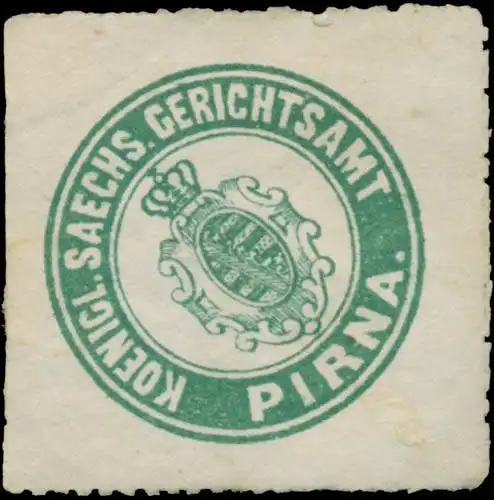 KOENIGL. SAECHS. GERICHTSAMT
PIRNA.